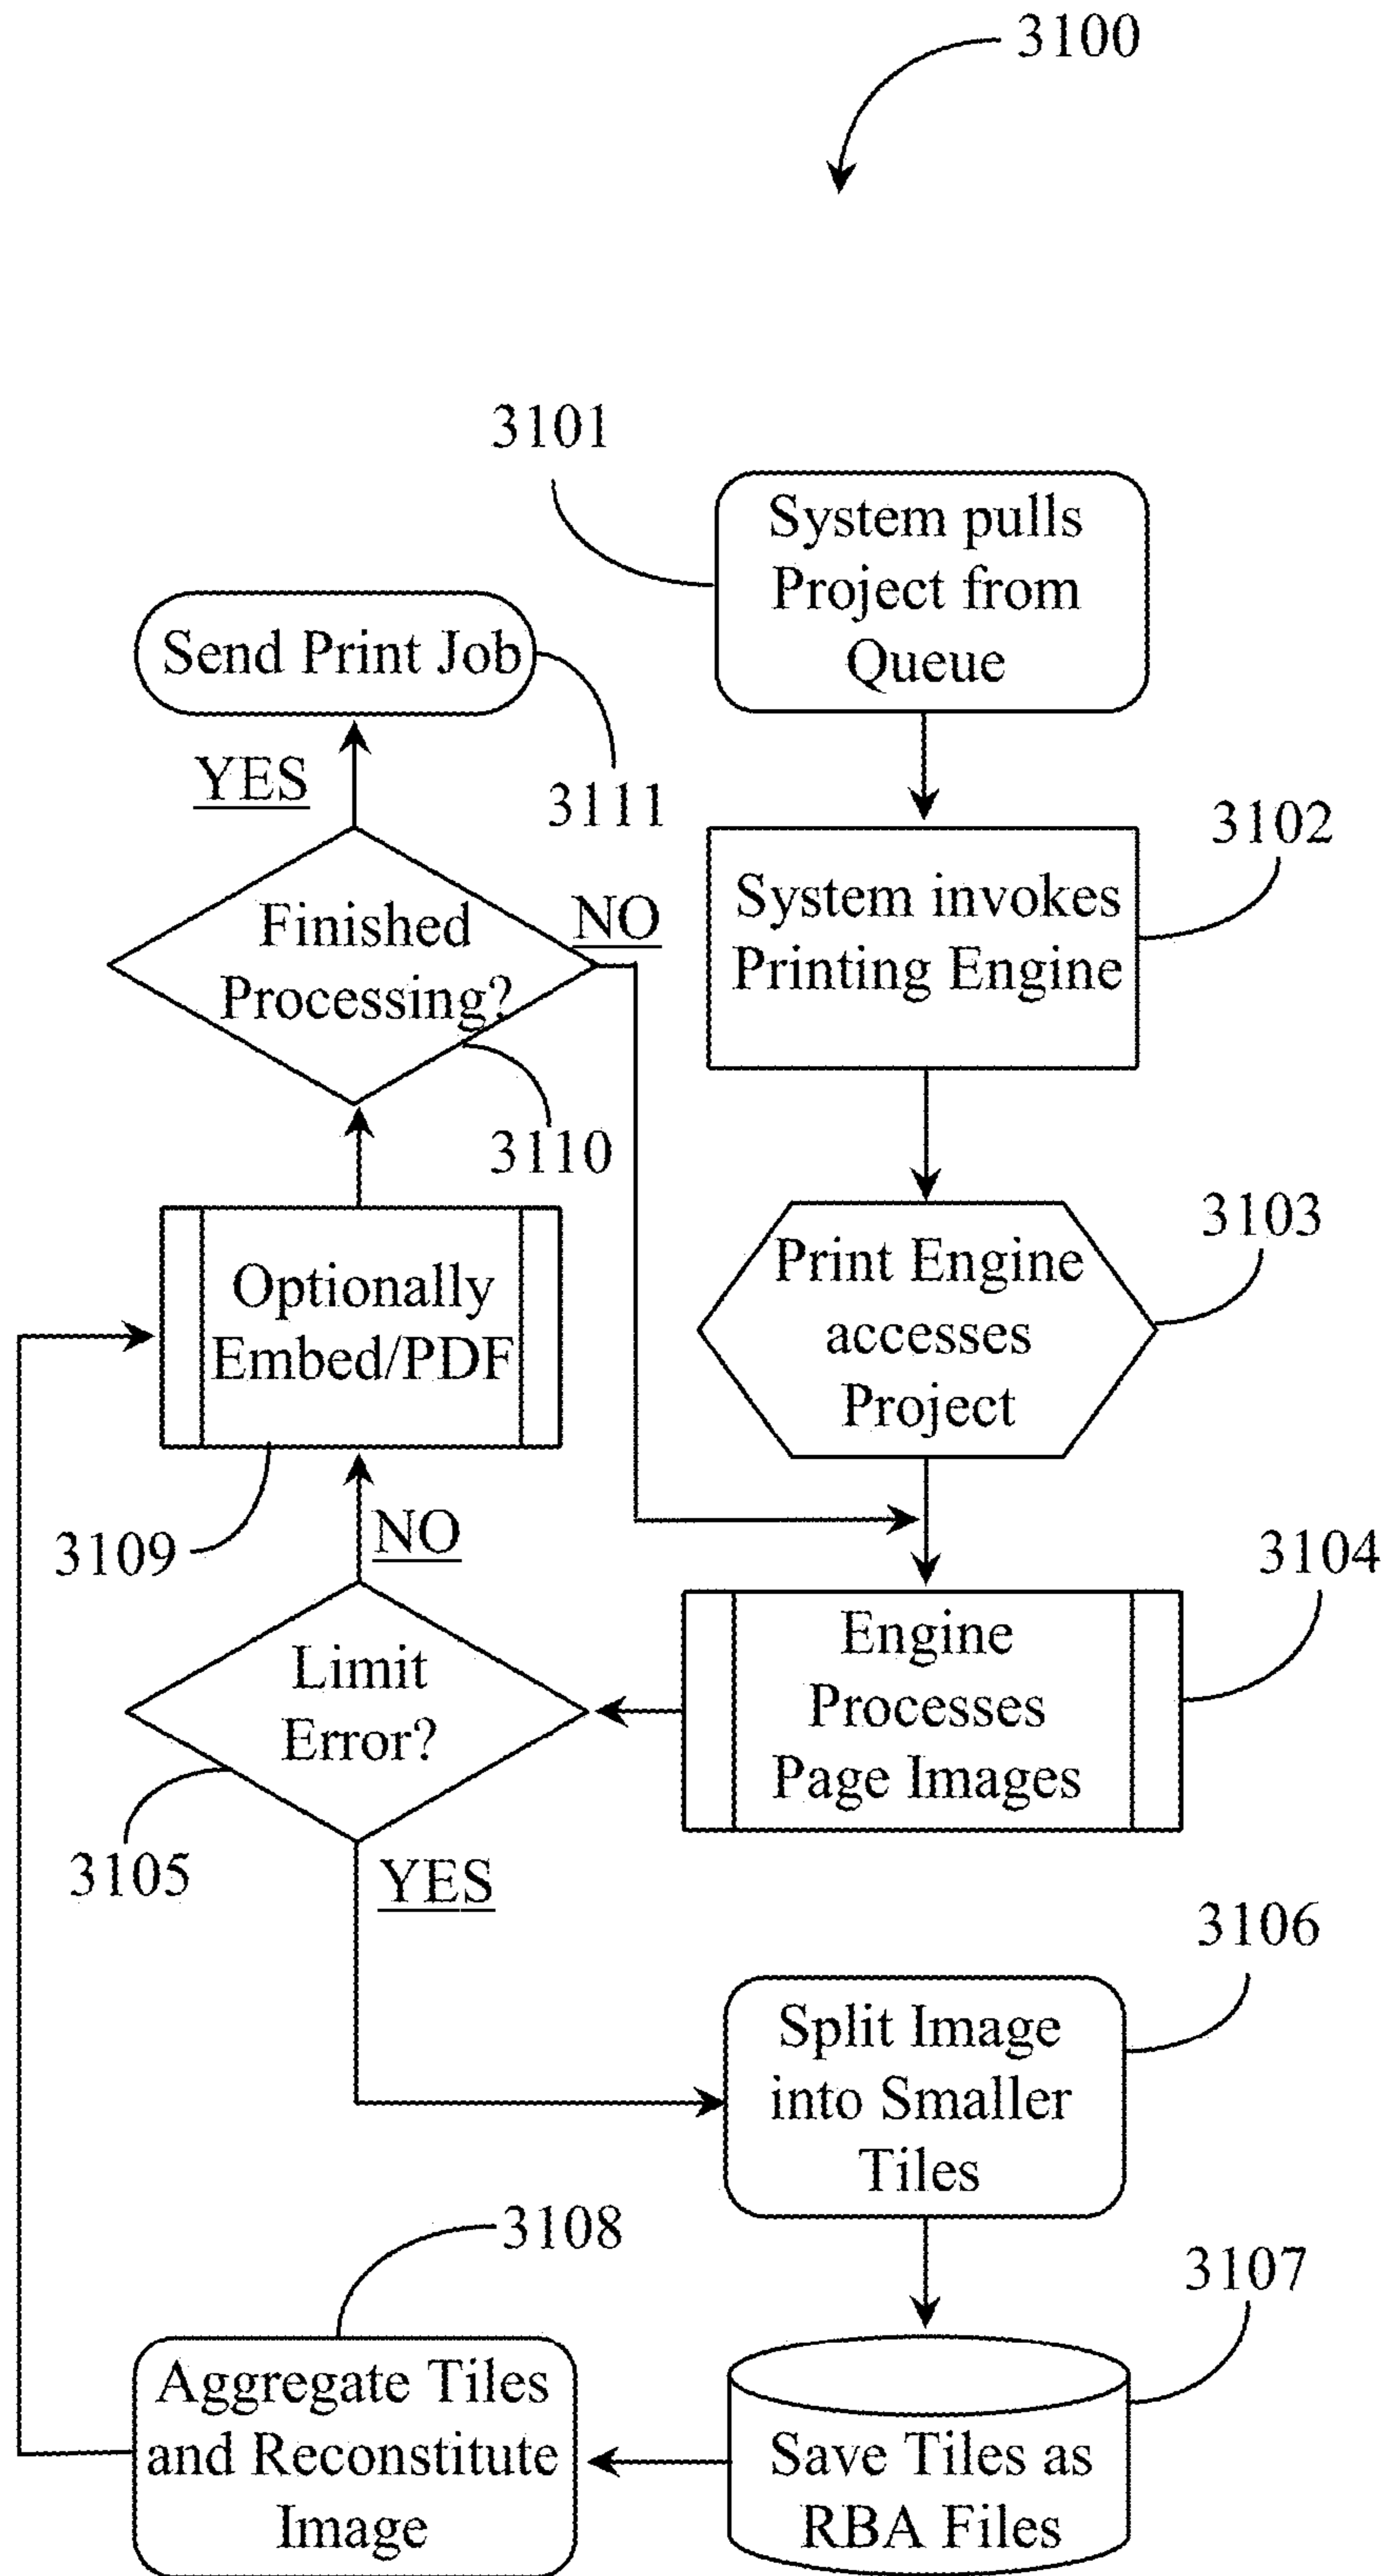 3100
3101
System pulls
Project from
Queue
Send Print Job
3111
YES
3102
System invokes
Printing Engine
Finished
Processing?
NO
3110
3103
Print Engine
accesses
Project
Optionally
Embed/PDF
3109
NO
3104
Engine
Processes
Page Images
Limit
Error?
3105
YES
3106
Split Image
into Smaller
Tiles
3108
3107
Aggregate Tiles
and Reconstitute
Image
Save Tiles as
RBA Files